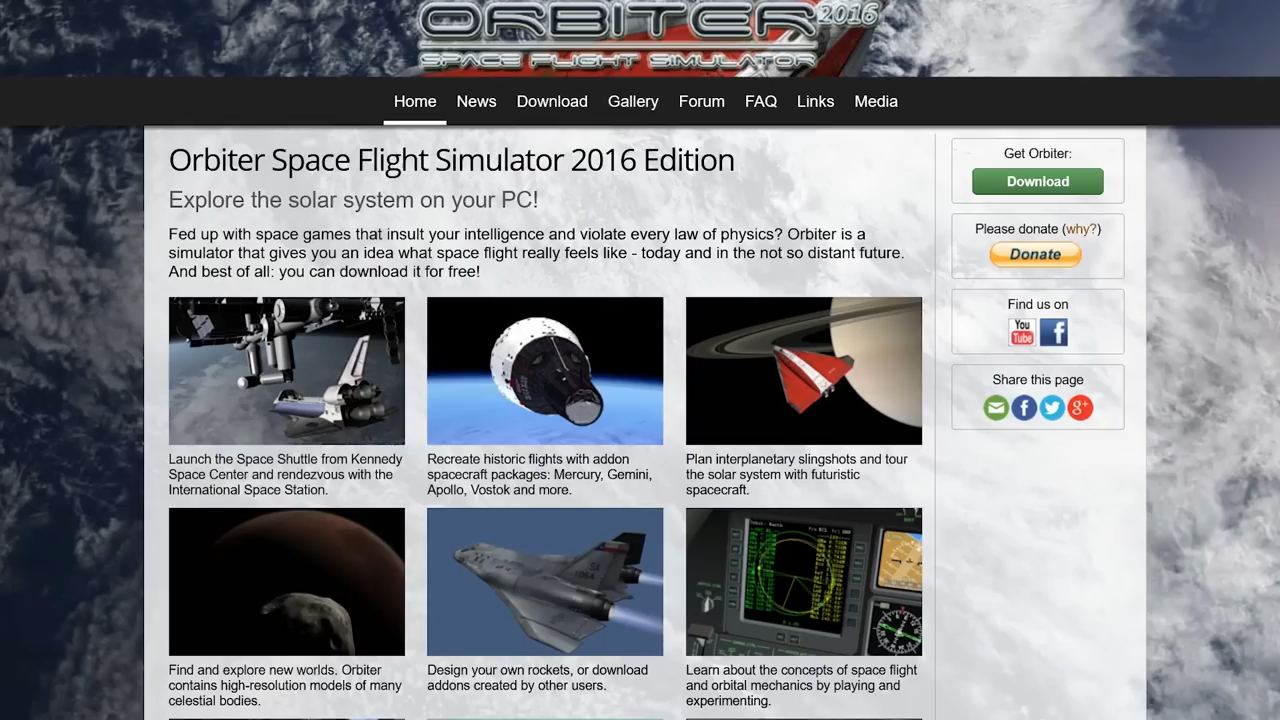 ORBITER 2016
SPACE FLIGHT SIMULATOR
Home News Download Gallery Forum FAQ Links Media
Orbiter Space Flight Simulator 2016 Edition
Explore the solar system on your PC!
Fed up with space games that insult your intelligence and violate every law of physics? Orbiter is a
simulator that gives you an idea what space flight really feels like - today and in the not so distant future.
And best of all: you can download it for free!
Launch the Space Shuttle from Kennedy
Space Center and rendezvous with the
International Space Station.
Recreate historic flights with addon
spacecraft packages: Mercury, Gemini,
Apollo, Vostok and more.
Plan interplanetary slingshots and tour
the solar system with futuristic
spacecraft.
Find and explore new worlds. Orbiter
contains high-resolution models of many
celestial bodies.
Design your own rockets, or download
addons created by other users.
Learn about the concepts of space flight
and orbital mechanics by playing and
experimenting.
Get Orbiter:
Download
Please donate (why?)
Donate
Find us on
You
Tube
f
Share this page
f
g+